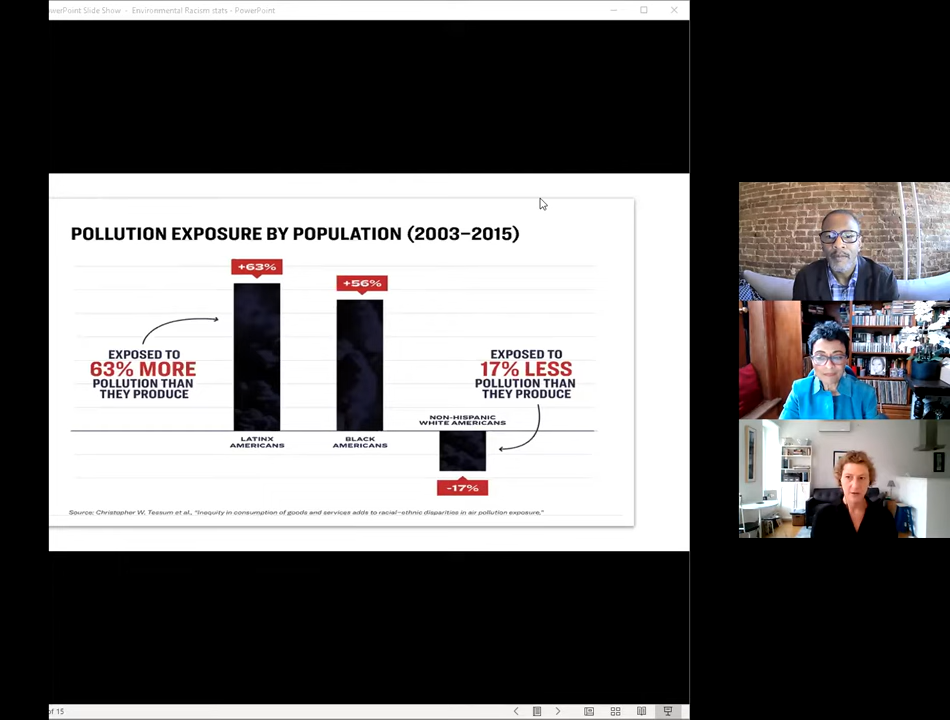 PowerPoint Slide Show - Environmental Racism stats - PowerPoint
POLLUTION EXPOSURE BY POPULATION (2003–2015)
+63%
+56%
EXPOSED TO
63% MORE
POLLUTION THAN
THEY PRODUCE
EXPOSED TO
17% LESS
POLLUTION THAN
THEY PRODUCE
NON-HISPANIC
WHITE AMERICANS
LATINX
AMERICANS
BLACK
AMERICANS
-17%
Source: Christopher W. Tessum et al., "Inequity in consumption of goods and services adds to racial–ethnic disparities in air pollution exposure,"
of 15